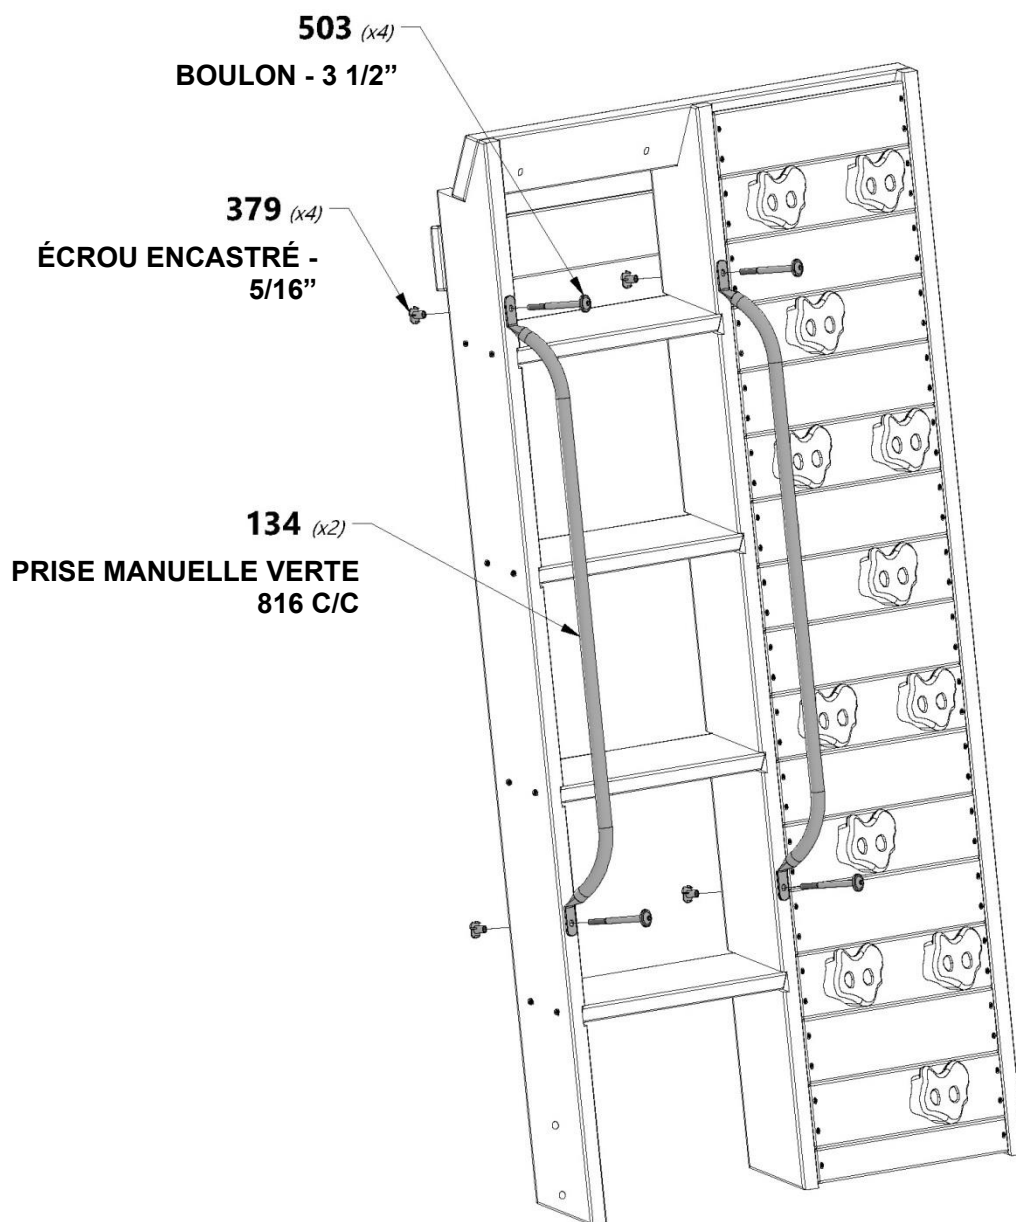 503 (x4)
BOULON - 3 1/2”
379 (x4)
ÉCROU ENCASTRÉ -
5/16”
134 (x2)
PRISE MANUELLE VERTE
816 C/C